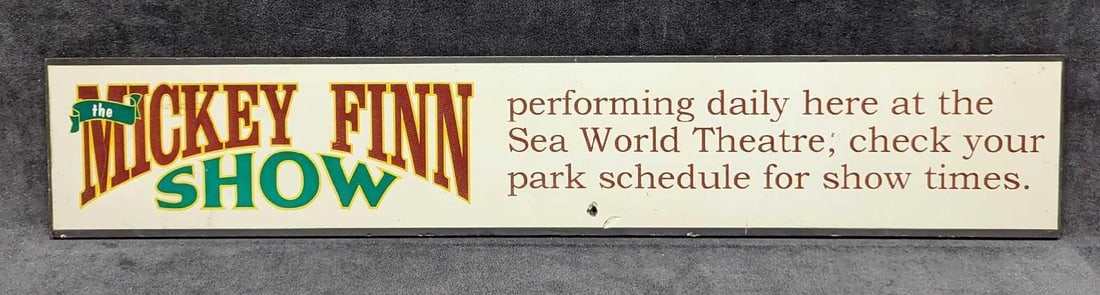 the
MICKEY FINN
SHOW
performing daily here at the
Sea World Theatre; check your
park schedule for show times.